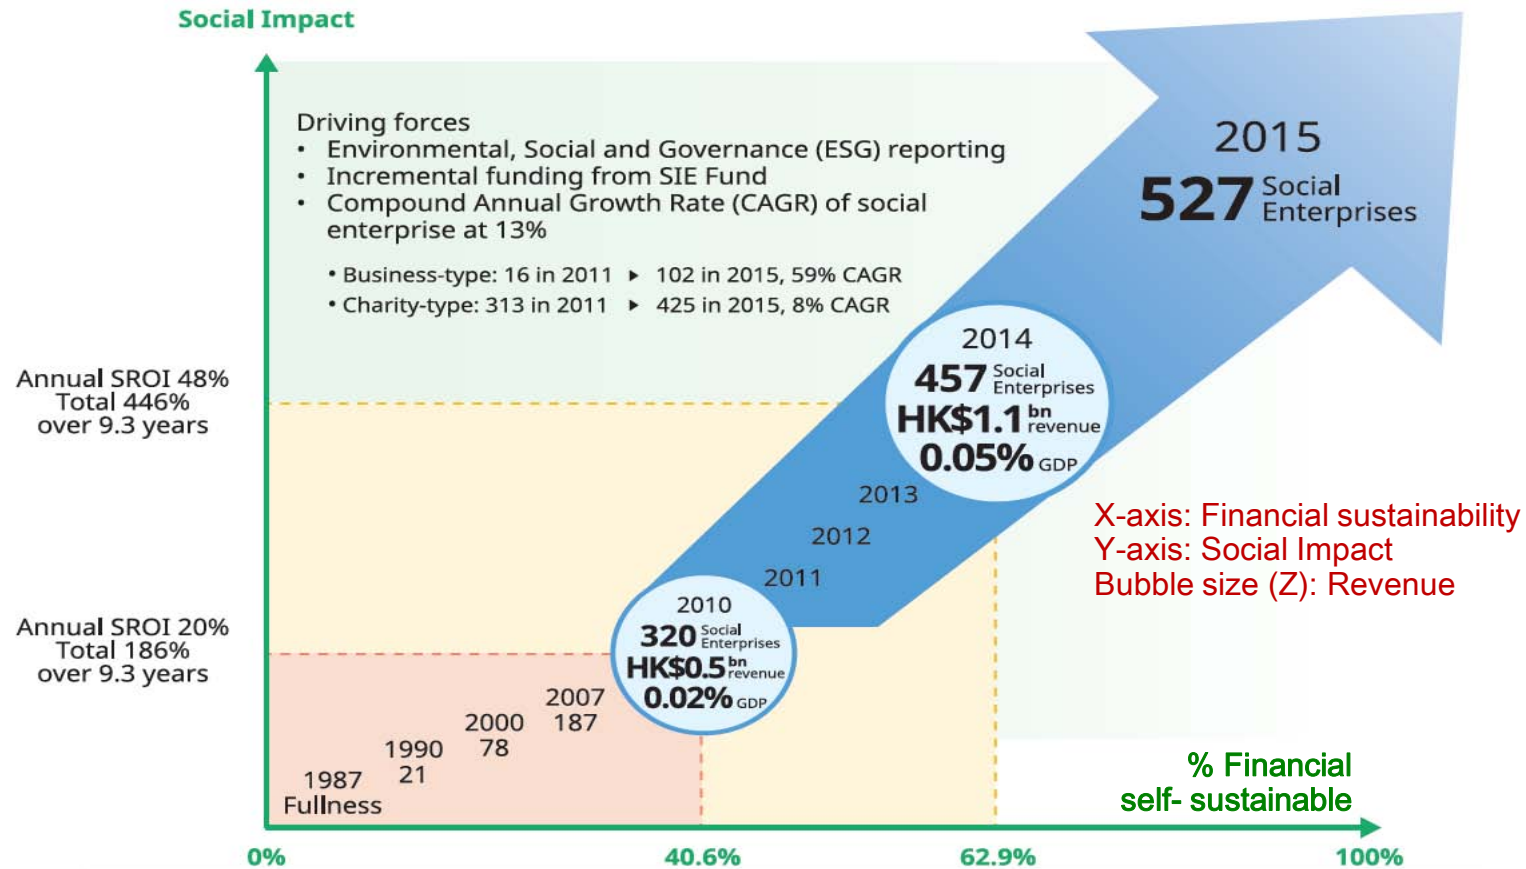 Social Impact
Driving forces
• Environmental, Social and Governance (ESG) reporting
• Incremental funding from SIE Fund
• Compound Annual Growth Rate (CAGR) of social
enterprise at 13%
• Business-type: 16 in 2011 ▸ 102 in 2015, 59% CAGR
• Charity-type: 313 in 2011 ▸ 425 in 2015, 8% CAGR
2015
527 Social
Enterprises
2014
457 Social
Enterprises
HK$1.1 bn
revenue
0.05% GDP
Annual SROI 48%
Total 446%
over 9.3 years
2013
2012
2011
X-axis: Financial sustainability
Y-axis: Social Impact
Bubble size (Z): Revenue
2010
320 Social
Enterprises
HK$0.5 bn
revenue
0.02% GDP
Annual SROI 20%
Total 186%
over 9.3 years
2007
187
2000
78
1990
21
1987
Fullness
% Financial
self- sustainable
0%
40.6%
62.9%
100%